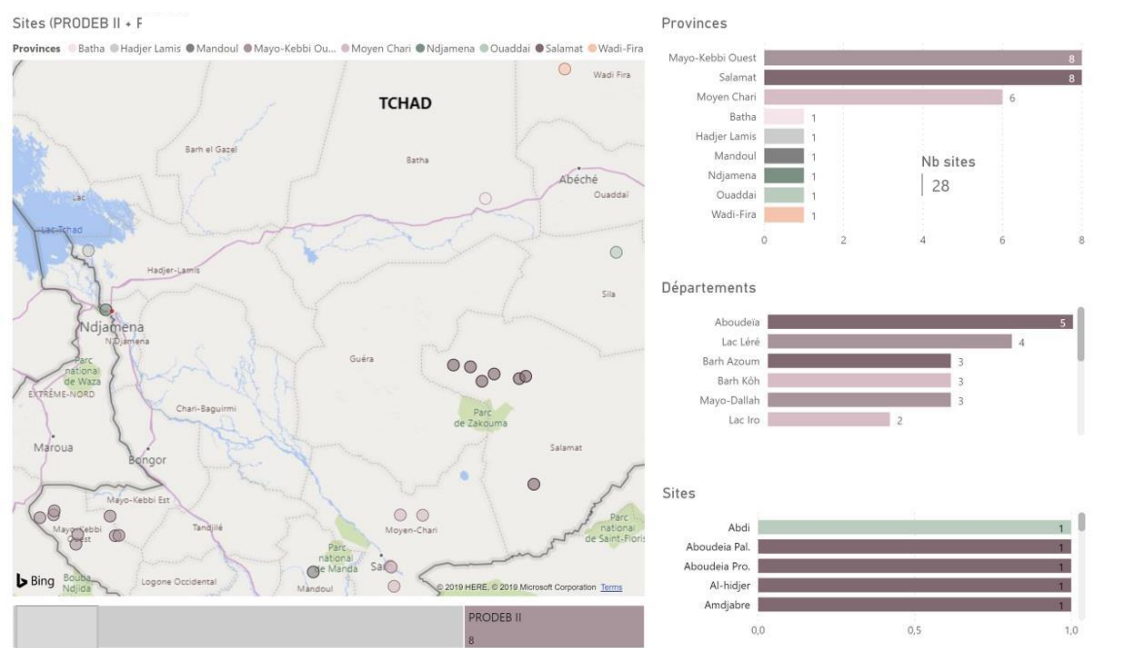 Sites (PRODEB II + F
Provinces Batha Hadjer Lamis Mandoul Mayo-Kebbi Ou... Moyen Chari Ndjamena Ouaddai Salamat Wadi-Fira
TCHAD
Wadi Fira
Barh el Gazel
Batha
Abéché
Ouaddaï
Lac
Lac Tchad
Hadjer-Lamis
Sila
Ndjamena
N'Djamena
Parc
national
de Waza
Guéra
EXTRÊME-NORD
Chari-Baguirmi
Parc
de Zakouma
Maroua
Bongor
Salamat
Mayo-Kebbi Est
Mayo-Kebbi
Ouest
Tandjilé
Moyen-Chari
Parc
national
de Saint-Floris
Parc
national
de Manda
Sa
Bing
Bouba
Ndjida
Logone Occidental
Mandoul
© 2019 HERE, © 2019 Microsoft Corporation Terms
PRODEB II
8
Provinces
Mayo-Kebbi Ouest 8
Salamat 8
Moyen Chari 6
Batha 1
Hadjer Lamis 1
Mandoul 1
Ndjamena 1
Ouaddai 1
Wadi-Fira 1
Nb sites
28
0 2 4 6 8
Départements
Aboudeïa 5
Lac Léré 4
Barh Azoum 3
Barh Kôh 3
Mayo-Dallah 3
Lac Iro 2
Sites
Abdi 1
Aboudeia Pal. 1
Aboudeia Pro. 1
Al-hidjer 1
Amdjabre 1
0,0 0,5 1,0